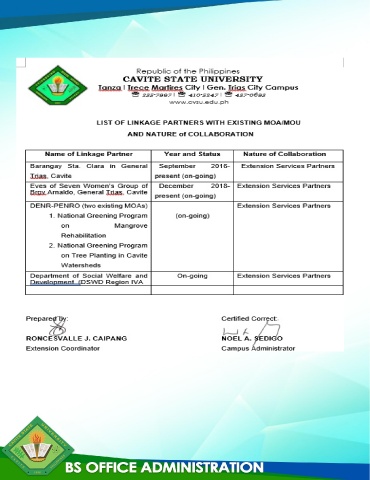 Republic of the Philippines
CAVITE STATE UNIVERSITY
Tanza | Trece Martires City | Gen. Trias City Campus
www.cvsu.edu.ph
LIST OF LINKAGE PARTNERS WITH EXISTING MOA/MOU
AND NATURE of COLLABORATION
Name of Linkage Partner Year and Status Nature of Collaboration
Barangay Sta. Clara in General September 2016- Extension Services Partners
Trias, Cavite present (on-going)
Eves of Seven Women's Group of December 2018- Extension Services Partners
Brgy Arnaldo, General Trias, Cavite present (on-going)
DENR-PENRO (two existing MOAs) Extension Services Partners
1. National Greening Program (on-going)
on Mangrove
Rehabilitation
2. National Greening Program
on Tree Planting in Cavite
Watersheds
Department of Social Welfare and On-going Extension Services Partners
Development, (DSWD Region IVA
Prepared by: Certified Correct:
RONCESVALLE J. CAIPANG NOEL A. SEDIGO
Extension Coordinator Campus Administrator
BS OFFICE ADMINISTRATION